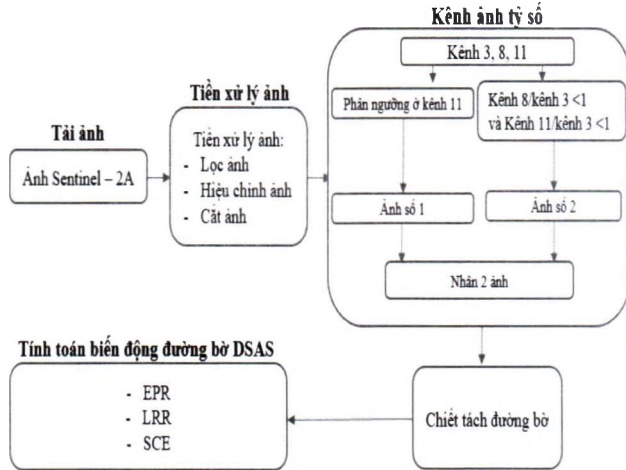 Kênh ảnh tỷ số
Kênh 3, 8, 11
Tiền xử lý ảnh
Phân ngưỡng ở kênh 11
Kênh 8/kênh 3 <1
và Kênh 11/kênh 3 <1
Tải ảnh
Tiền xử lý ảnh:
- Lọc ảnh
- Hiệu chỉnh ảnh
- Cắt ảnh
Ảnh Sentinel – 2A
Ảnh số 1
Ảnh số 2
Nhân 2 ảnh
Tính toán biến động đường bờ DSAS
- EPR
- LRR
- SCE
Chiết tách đường bờ